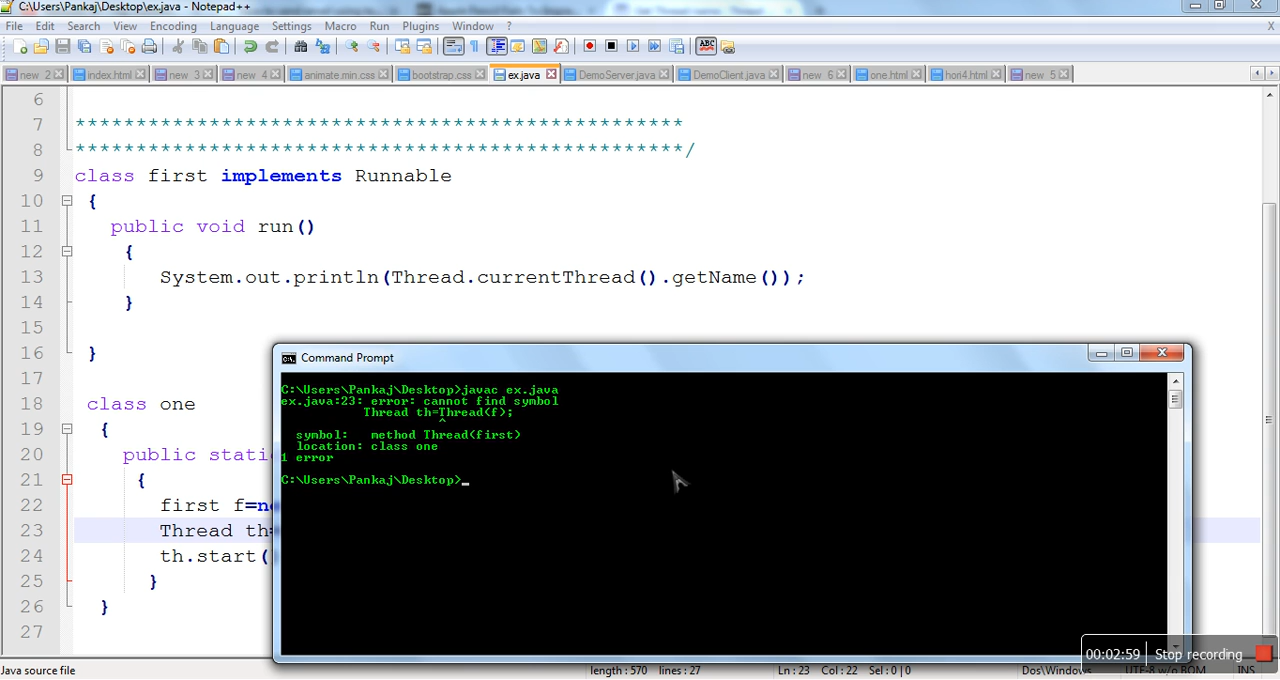 C:\Users\Pankaj\Desktop\ex.java - Notepad++
File Edit Search View Encoding Language Settings Macro Run Plugins Window ? X
new 2 index.html new 3 new 4 animate.min.css bootstrap.css ex.java DemoServer.java DemoClient.java new 6 one.html hori4.html new 5
6
7 **************************************************
8 **************************************************/
9 class first implements Runnable
10 {
11 public void run()
12 {
13 System.out.println(Thread.currentThread().getName());
14 }
15
16 }
17
18 class one
19 {
20 public stati
21 {
22 first f=ne
23 Thread th=
24 th.start(
25 }
26 }
27
Command Prompt
C:\Users\Pankaj\Desktop>javac ex.java
ex.java:23: error: cannot find symbol
Thread th=Thread(f);
^
symbol: method Thread(first)
location: class one
1 error
C:\Users\Pankaj\Desktop>_
00:02:59 Stop recording
Java source file length : 570 lines : 27 Ln : 23 Col : 22 Sel : 0 | 0 Dos\Windows UTF-8 w/o BOM INS